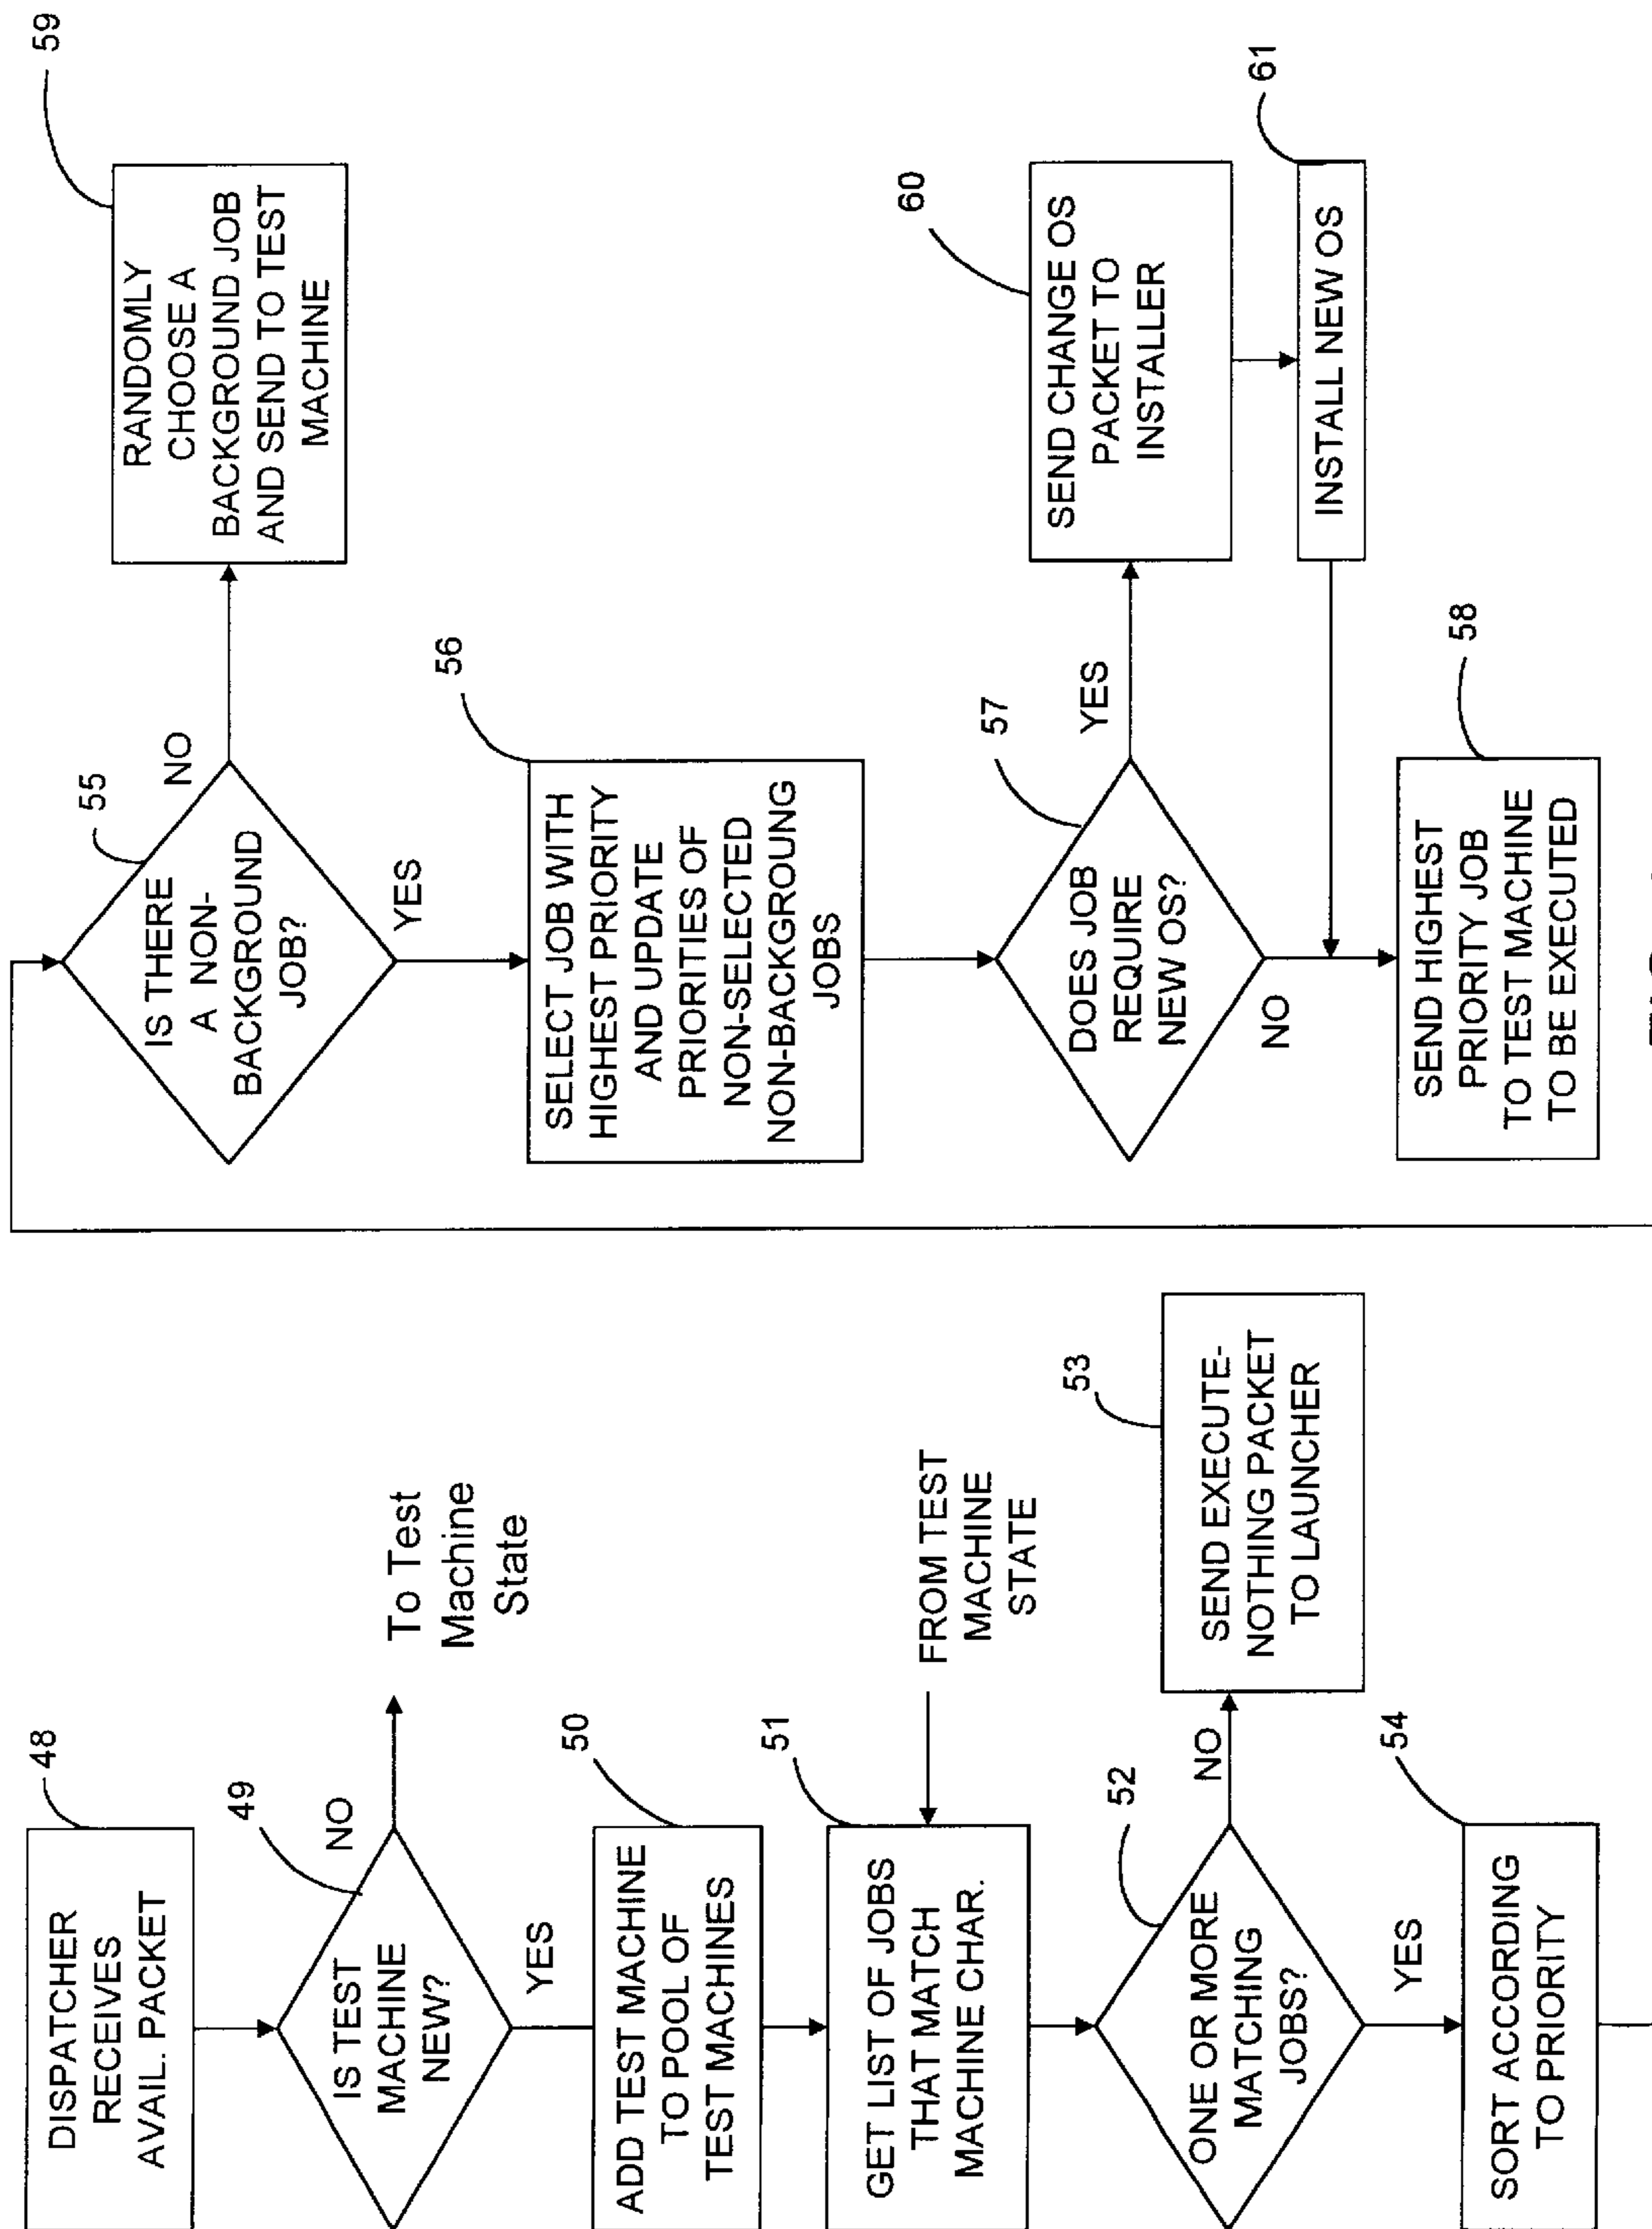 48
DISPATCHER
RECEIVES
AVAIL. PACKET
49
IS TEST
MACHINE
NEW?
NO
To Test
Machine
State
YES
50
ADD TEST MACHINE
TO POOL OF
TEST MACHINES
51
GET LIST OF JOBS
THAT MATCH
MACHINE CHAR.
FROM TEST
MACHINE
STATE
52
ONE OR MORE
MATCHING
JOBS?
NO
53
SEND EXECUTE-
NOTHING PACKET
TO LAUNCHER
YES
54
SORT ACCORDING
TO PRIORITY
55
IS THERE
A NON-
BACKGROUND
JOB?
NO
59
RANDOMLY
CHOOSE A
BACKGROUND JOB
AND SEND TO TEST
MACHINE
YES
56
SELECT JOB WITH
HIGHEST PRIORITY
AND UPDATE
PRIORITIES OF
NON-SELECTED
NON-BACKGROUNG
JOBS
57
DOES JOB
REQUIRE
NEW OS?
YES
60
SEND CHANGE OS
PACKET TO
INSTALLER
61
INSTALL NEW OS
NO
58
SEND HIGHEST
PRIORITY JOB
TO TEST MACHINE
TO BE EXECUTED